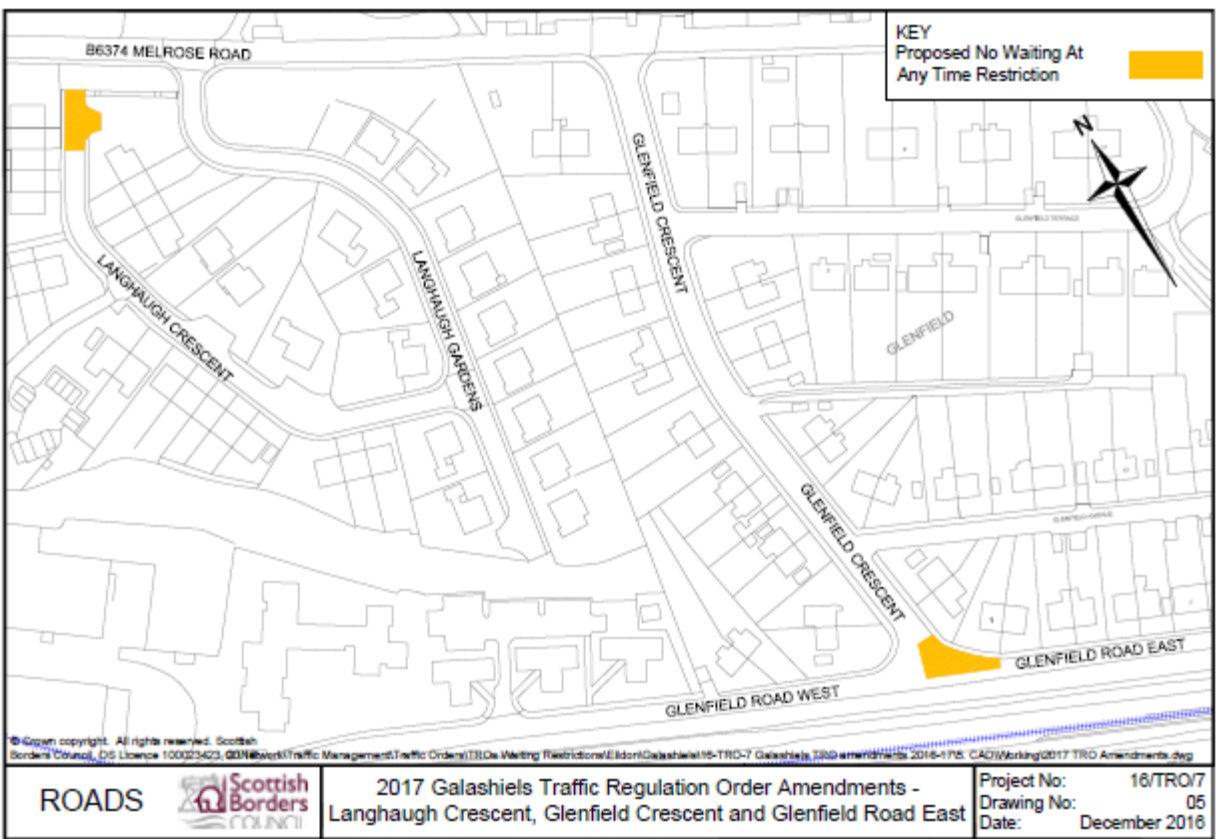 KEY
Proposed No Waiting At
Any Time Restriction
B6374 MELROSE ROAD
N
GLENFIELD CRESCENT
GLENFIELD TERRACE
LANGHAUGH CRESCENT
LANGHAUGH GARDENS
GLENFIELD
GLENFIELD CRESCENT
GLENFIELD AVENUE
GLENFIELD ROAD EAST
GLENFIELD ROAD WEST
© Crown copyright. All rights reserved. Scottish
Borders Council, OS Licence 100023423,
ROADS
Scottish
Borders
COUNCIL
2017 Galashiels Traffic Regulation Order Amendments -
Langhaugh Crescent, Glenfield Crescent and Glenfield Road East
Project No: 16/TRO/7
Drawing No: 05
Date: December 2016